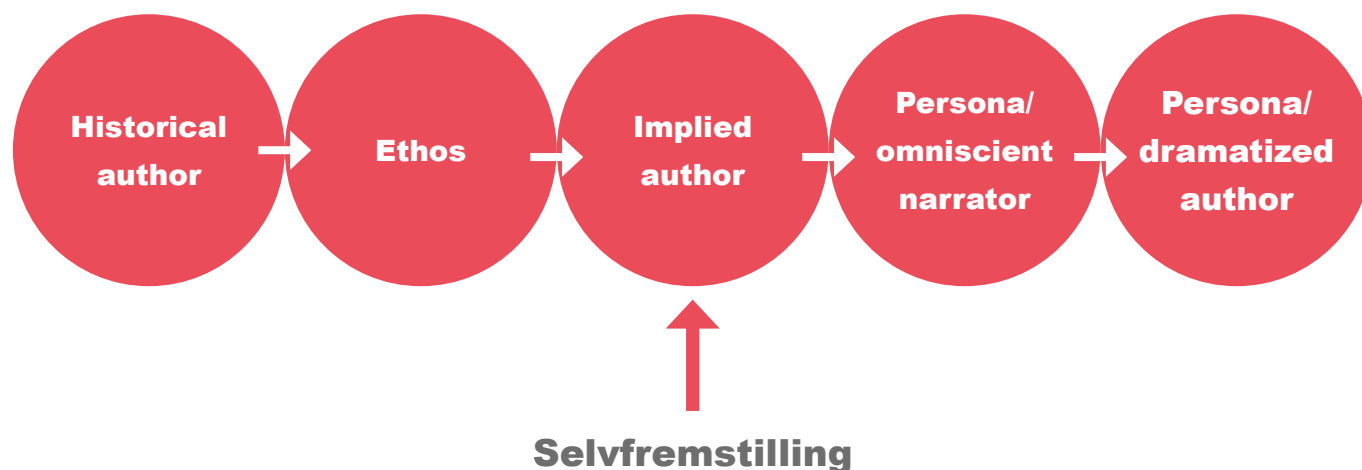 Historical
author
Ethos
Implied
author
Persona/
omniscient
narrator
Persona/
dramatized
author
Selvfremstilling